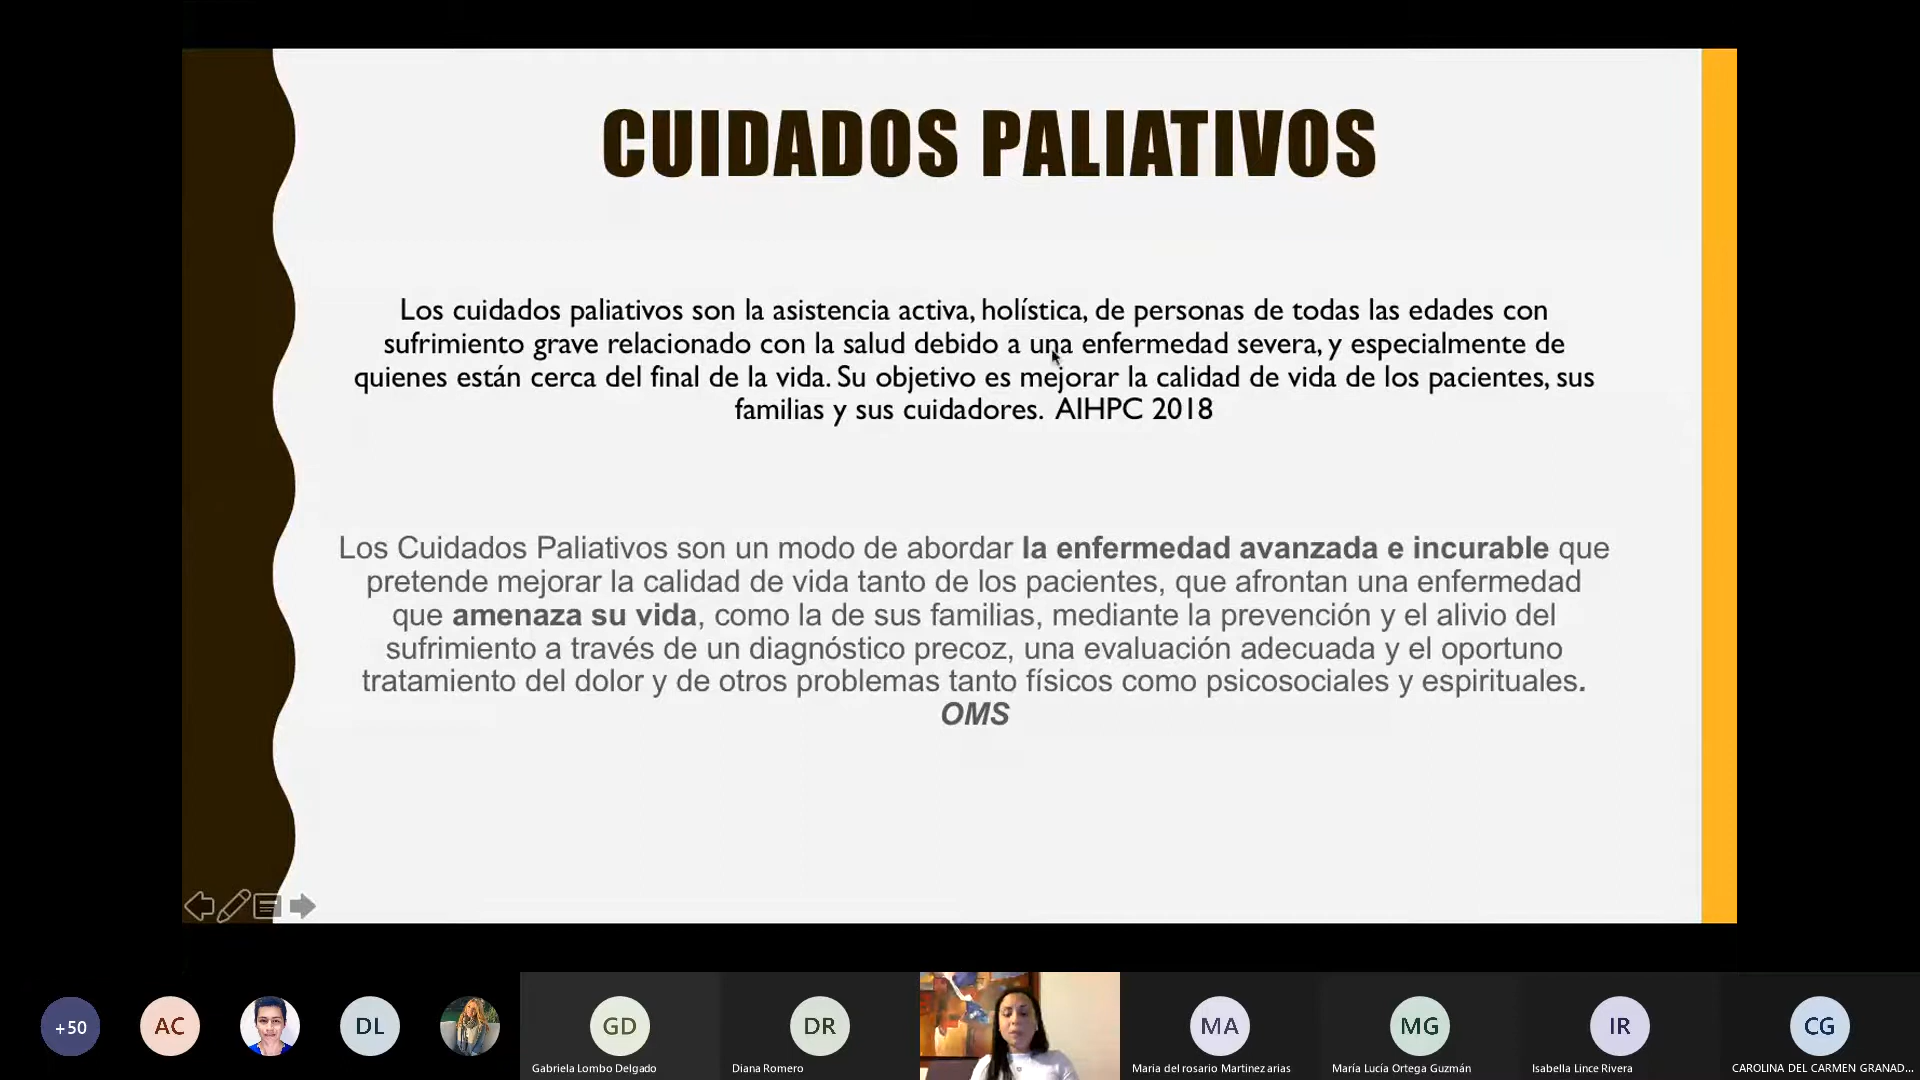 CUIDADOS PALIATIVOS
Los cuidados paliativos son la asistencia activa, holística, de personas de todas las edades con
sufrimiento grave relacionado con la salud debido a una enfermedad severa, y especialmente de
quienes están cerca del final de la vida. Su objetivo es mejorar la calidad de vida de los pacientes, sus
familias y sus cuidadores. AIHPC 2018
Los Cuidados Paliativos son un modo de abordar la enfermedad avanzada e incurable que
pretende mejorar la calidad de vida tanto de los pacientes, que afrontan una enfermedad
que amenaza su vida, como la de sus familias, mediante la prevención y el alivio del
sufrimiento a través de un diagnóstico precoz, una evaluación adecuada y el oportuno
tratamiento del dolor y de otros problemas tanto físicos como psicosociales y espirituales.
OMS
+50
AC
DL
GD
DR
MA
MG
IR
CG
Gabriela Lombo Delgado
Diana Romero
Maria del rosario Martinez arias
María Lucía Ortega Guzmán
Isabella Lince Rivera
CAROLINA DEL CARMEN GRANAD...